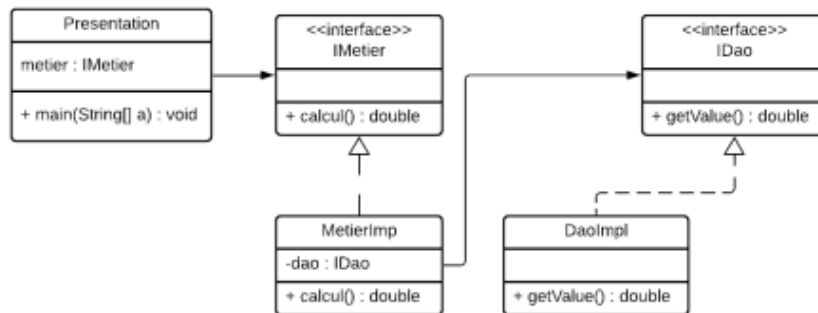 Presentation
metier : IMetier
+ main(String[] a) : void
<<interface>>
IMetier
+ calcul() : double
<<interface>>
IDao
+ getValue() : double
MetierImp
-dao : IDao
+ calcul() : double
DaoImpl
+ getValue() : double